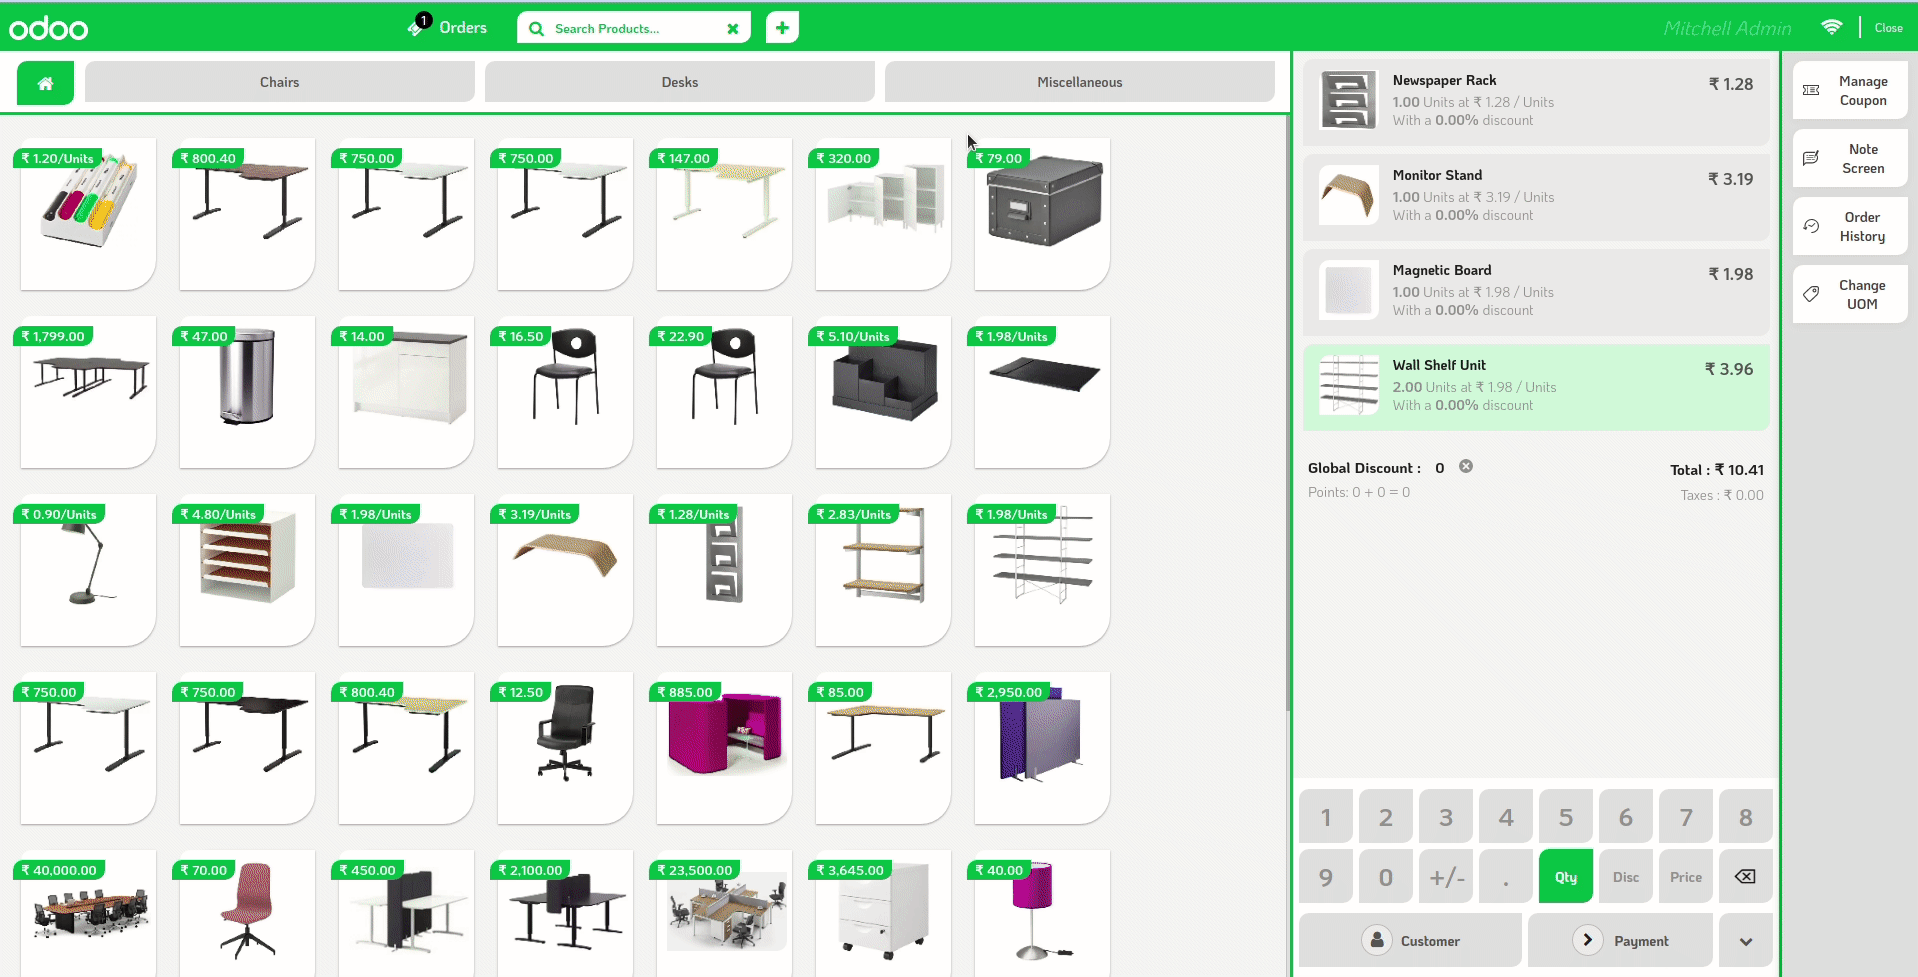 odoo
1
Orders
Search Products...
Mitchell Admin
Close
Chairs
Desks
Miscellaneous
₹ 1.20/Units
₹ 800.40
₹ 750.00
₹ 750.00
₹ 147.00
₹ 320.00
₹ 79.00
₹ 1,799.00
₹ 47.00
₹ 14.00
₹ 16.50
₹ 22.90
₹ 5.10/Units
₹ 1.98/Units
₹ 0.90/Units
₹ 4.80/Units
₹ 1.98/Units
₹ 3.19/Units
₹ 1.28/Units
₹ 2.83/Units
₹ 1.98/Units
₹ 750.00
₹ 750.00
₹ 800.40
₹ 12.50
₹ 885.00
₹ 85.00
₹ 2,950.00
₹ 40,000.00
₹ 70.00
₹ 450.00
₹ 2,100.00
₹ 23,500.00
₹ 3,645.00
₹ 40.00
Newspaper Rack
₹ 1.28
1.00 Units at ₹ 1.28 / Units
With a 0.00% discount
Monitor Stand
₹ 3.19
1.00 Units at ₹ 3.19 / Units
With a 0.00% discount
Magnetic Board
₹ 1.98
1.00 Units at ₹ 1.98 / Units
With a 0.00% discount
Wall Shelf Unit
₹ 3.96
2.00 Units at ₹ 1.98 / Units
With a 0.00% discount
Global Discount : 0
Total : ₹ 10.41
Points: 0 + 0 = 0
Taxes : ₹ 0.00
1 2 3 4 5 6 7 8
9 0 +/- . Qty Disc Price
Customer
Payment
Manage
Coupon
Note
Screen
Order
History
Change
UOM